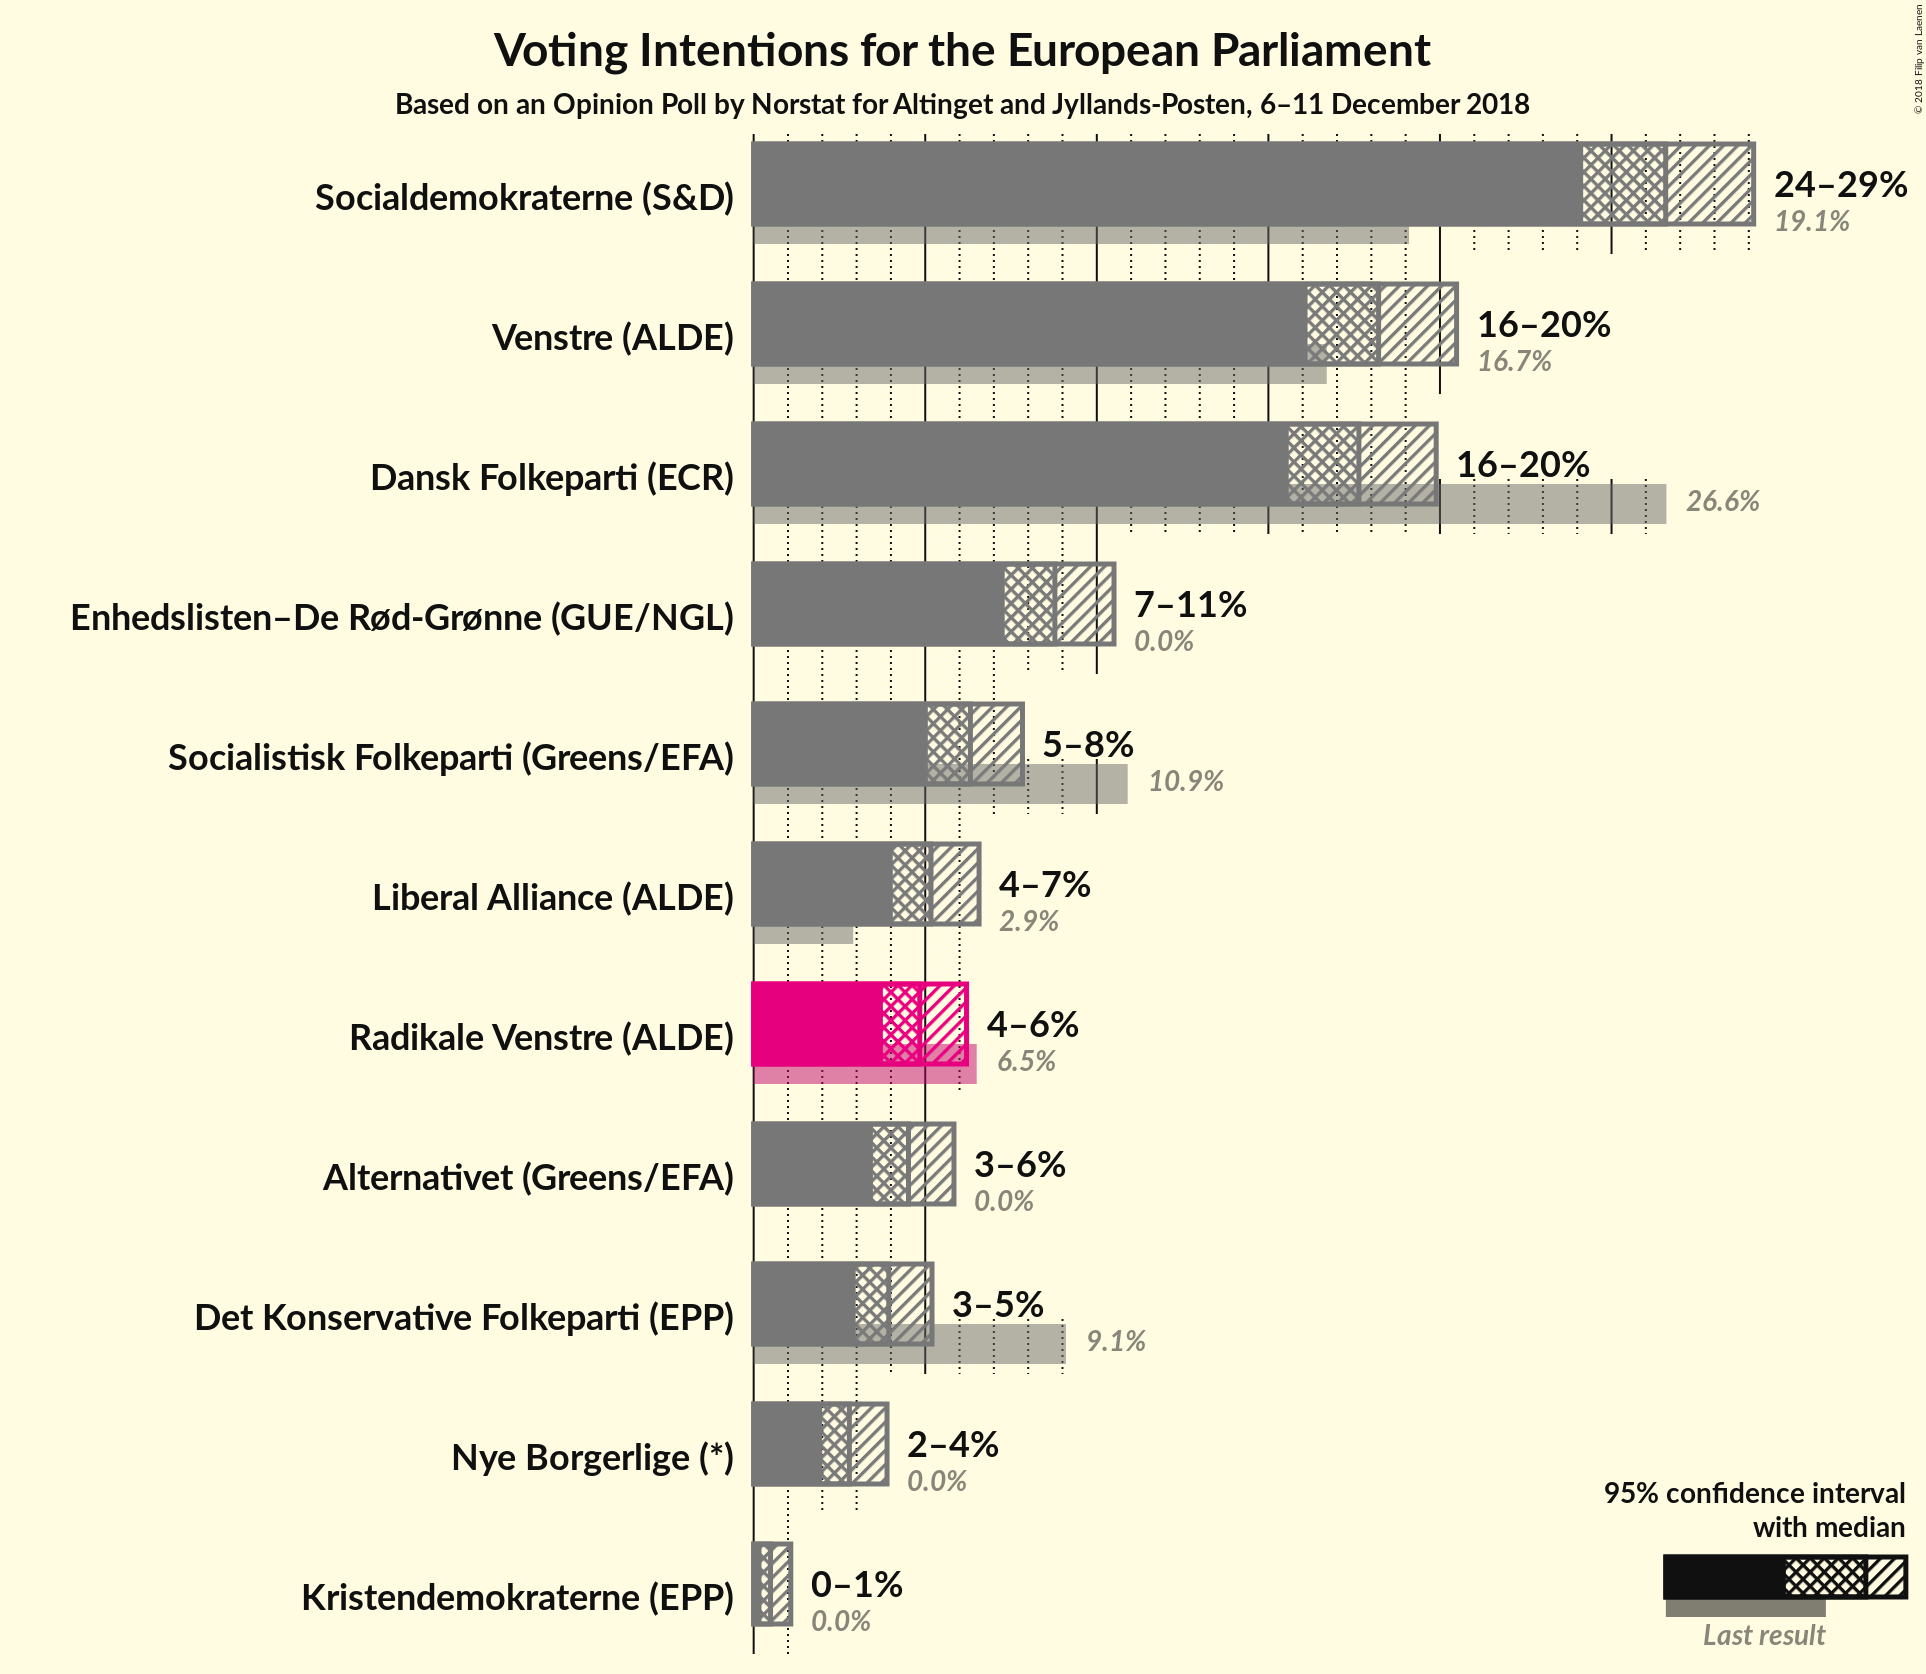 Voting Intentions for the European Parliament
Based on an Opinion Poll by Norstat for Altinget and Jyllands-Posten, 6–11 December 2018
© 2018 Filip van Laenen
Socialdemokraterne (S&D)
24–29%
19.1%
Venstre (ALDE)
16–20%
16.7%
Dansk Folkeparti (ECR)
16–20%
26.6%
Enhedslisten–De Rød-Grønne (GUE/NGL)
7–11%
0.0%
Socialistisk Folkeparti (Greens/EFA)
5–8%
10.9%
Liberal Alliance (ALDE)
4–7%
2.9%
Radikale Venstre (ALDE)
4–6%
6.5%
Alternativet (Greens/EFA)
3–6%
0.0%
Det Konservative Folkeparti (EPP)
3–5%
9.1%
Nye Borgerlige (*)
2–4%
0.0%
Kristendemokraterne (EPP)
0–1%
0.0%
95% confidence interval
with median
Last result